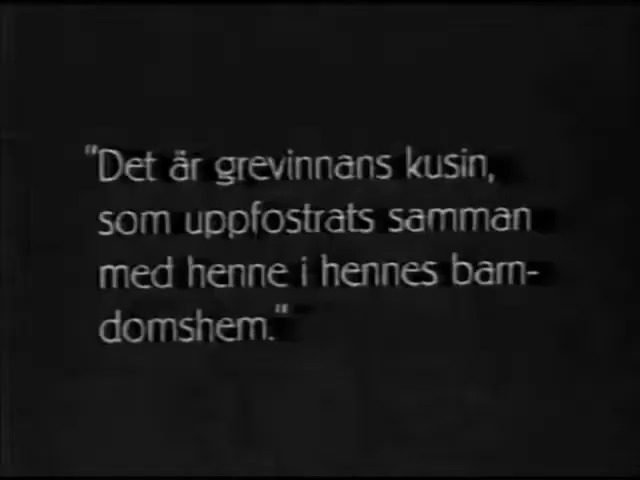 "Det är grevinnans kusin,
som uppfostrats samman
med henne i hennes barn-
domshem."